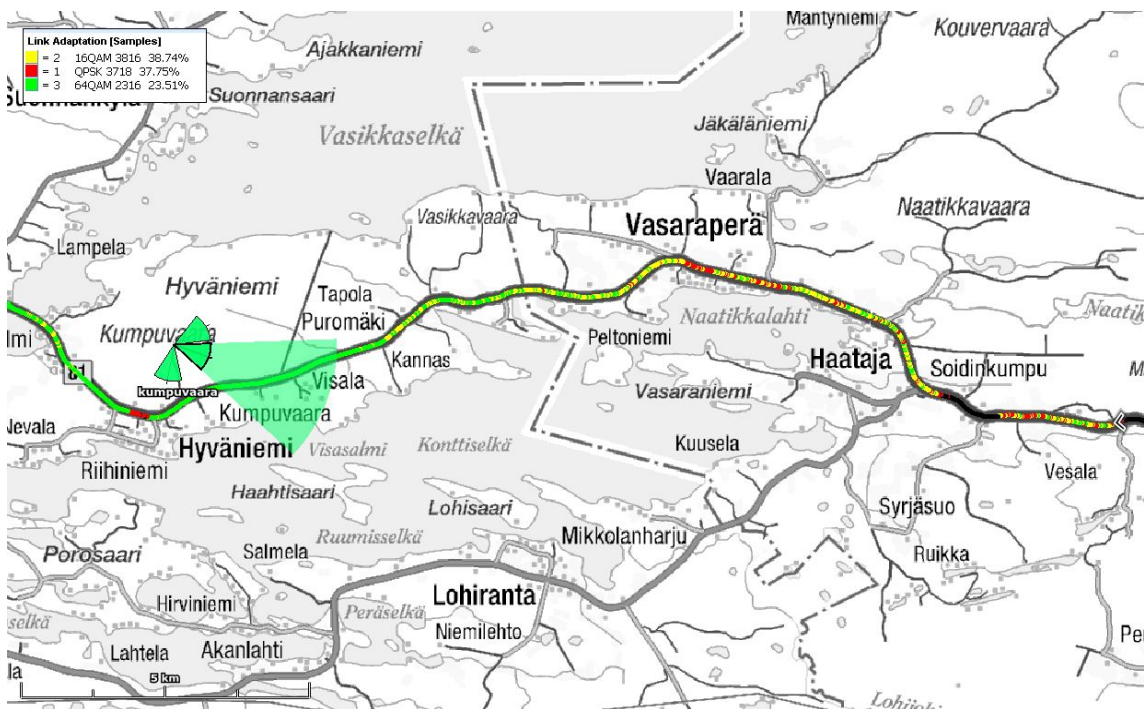 Link Adaptation [Samples]
= 2 16QAM 3816 38.74%
= 1 QPSK 3718 37.75%
= 3 64QAM 2316 23.51%
Mäntyniemi
Kouvervaara
Ajakkaniemi
Suonnansaari
Vasikkaselkä
Jäkäläniemi
Vaarala
Vasikkavaara
Vasaraperä
Naatikkavaara
Lampela
Hyväniemi
Tapola
Puromäki
Kumpuvaara
Peltoniemi
Naatikkalahti
Haataja
Soidinkumpu
Kannas
81
kumpuvaara
Visala
Kumpuvaara
Vasaraniemi
Nevala
Hyväniemi
Visasalmi
Konttiselkä
Kuusela
Riihiniemi
Vesala
Haahtisaari
Lohisaari
Syrjäsuo
Ruumisselkä
Mikkolanharju
Porosaari
Salmela
Ruikka
Hirviniemi
Peräselkä
Lohiranta
Niemilehto
Akanlahti
Lahtela
5 km